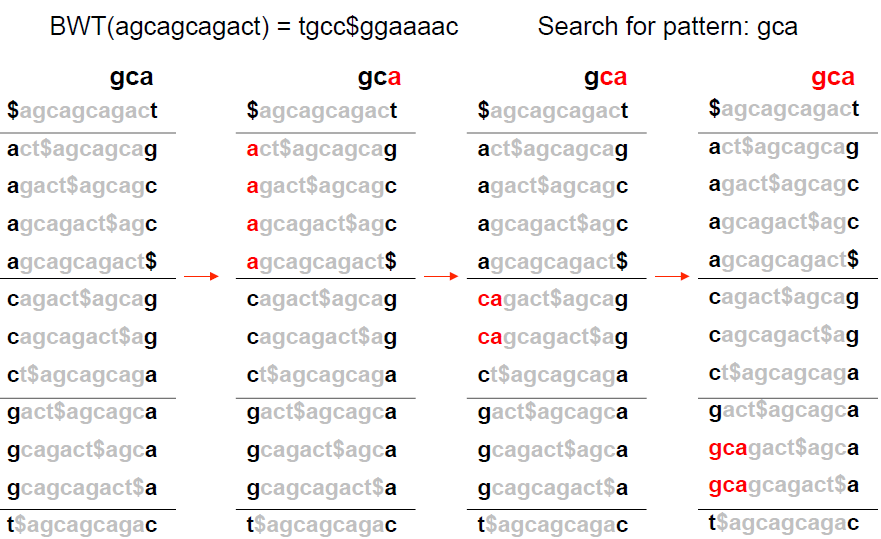 BWT(agcagcagact) = tgcc$ggaaaac
Search for pattern: gca
gca
$agcagcagact
act$agcagcag
agact$agcagc
agcagact$agc
agcagcagact$
cagact$agcag
cagcagact$ag
ct$agcagcaga
gact$agcagca
gcagact$agca
gcagcagact$a
t$agcagcagac
gca
$agcagcagact
act$agcagcag
agact$agcagc
agcagact$agc
agcagcagact$
cagact$agcag
cagcagact$ag
ct$agcagcaga
gact$agcagca
gcagact$agca
gcagcagact$a
t$agcagcagac
gca
$agcagcagact
act$agcagcag
agact$agcagc
agcagact$agc
agcagcagact$
cagact$agcag
cagcagact$ag
ct$agcagcaga
gact$agcagca
gcagact$agca
gcagcagact$a
t$agcagcagac
gca
$agcagcagact
act$agcagcag
agact$agcagc
agcagact$agc
agcagcagact$
cagact$agcag
cagcagact$ag
ct$agcagcaga
gact$agcagca
gcagact$agca
gcagcagact$a
t$agcagcagac